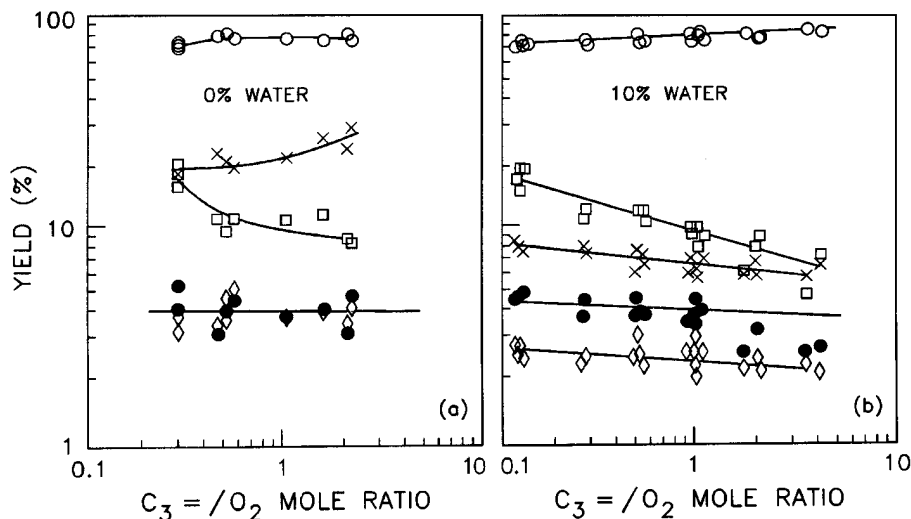 100
10
1
YIELD (%)
0% WATER
(a)
0.1
1
10
C3=/O2 MOLE RATIO
10% WATER
(b)
0.1
1
10
C3=/O2 MOLE RATIO